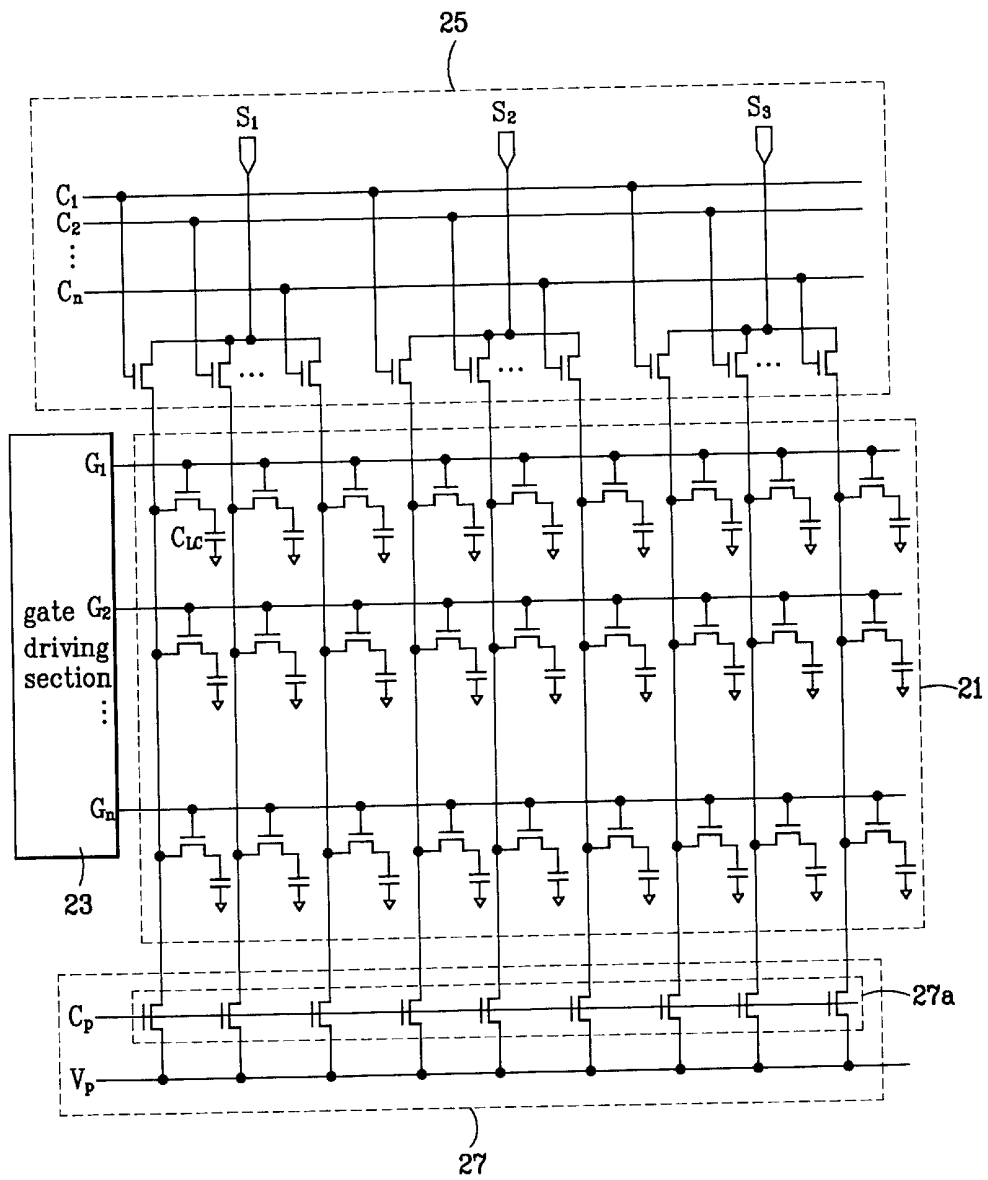 25
S₁ S₂ S₃
C₁
C₂
⋮
Cₙ
... ... ...
G₁
C_LC
gate G₂
driving
section
⋮
21
Gₙ
23
27a
Cₚ
Vₚ
27